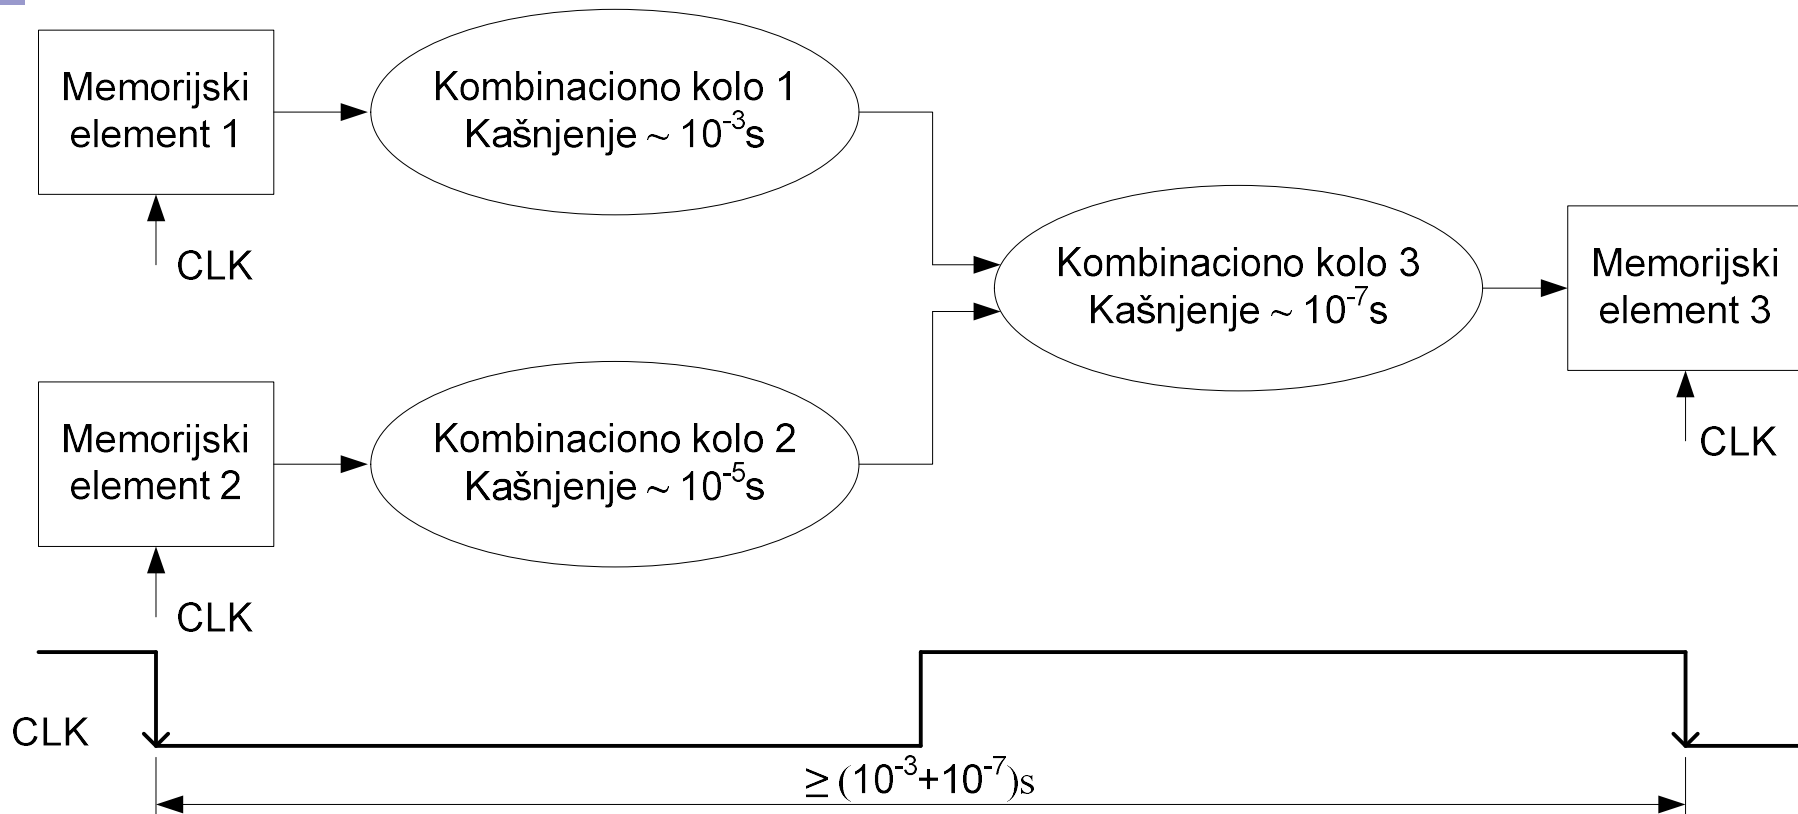 Memorijski
element 1
Kombinaciono kolo 1
Kašnjenje ~ 10⁻³s
CLK
Kombinaciono kolo 3
Kašnjenje ~ 10⁻⁷s
Memorijski
element 3
CLK
Memorijski
element 2
Kombinaciono kolo 2
Kašnjenje ~ 10⁻⁵s
CLK
CLK
≥ (10⁻³+10⁻⁷)s